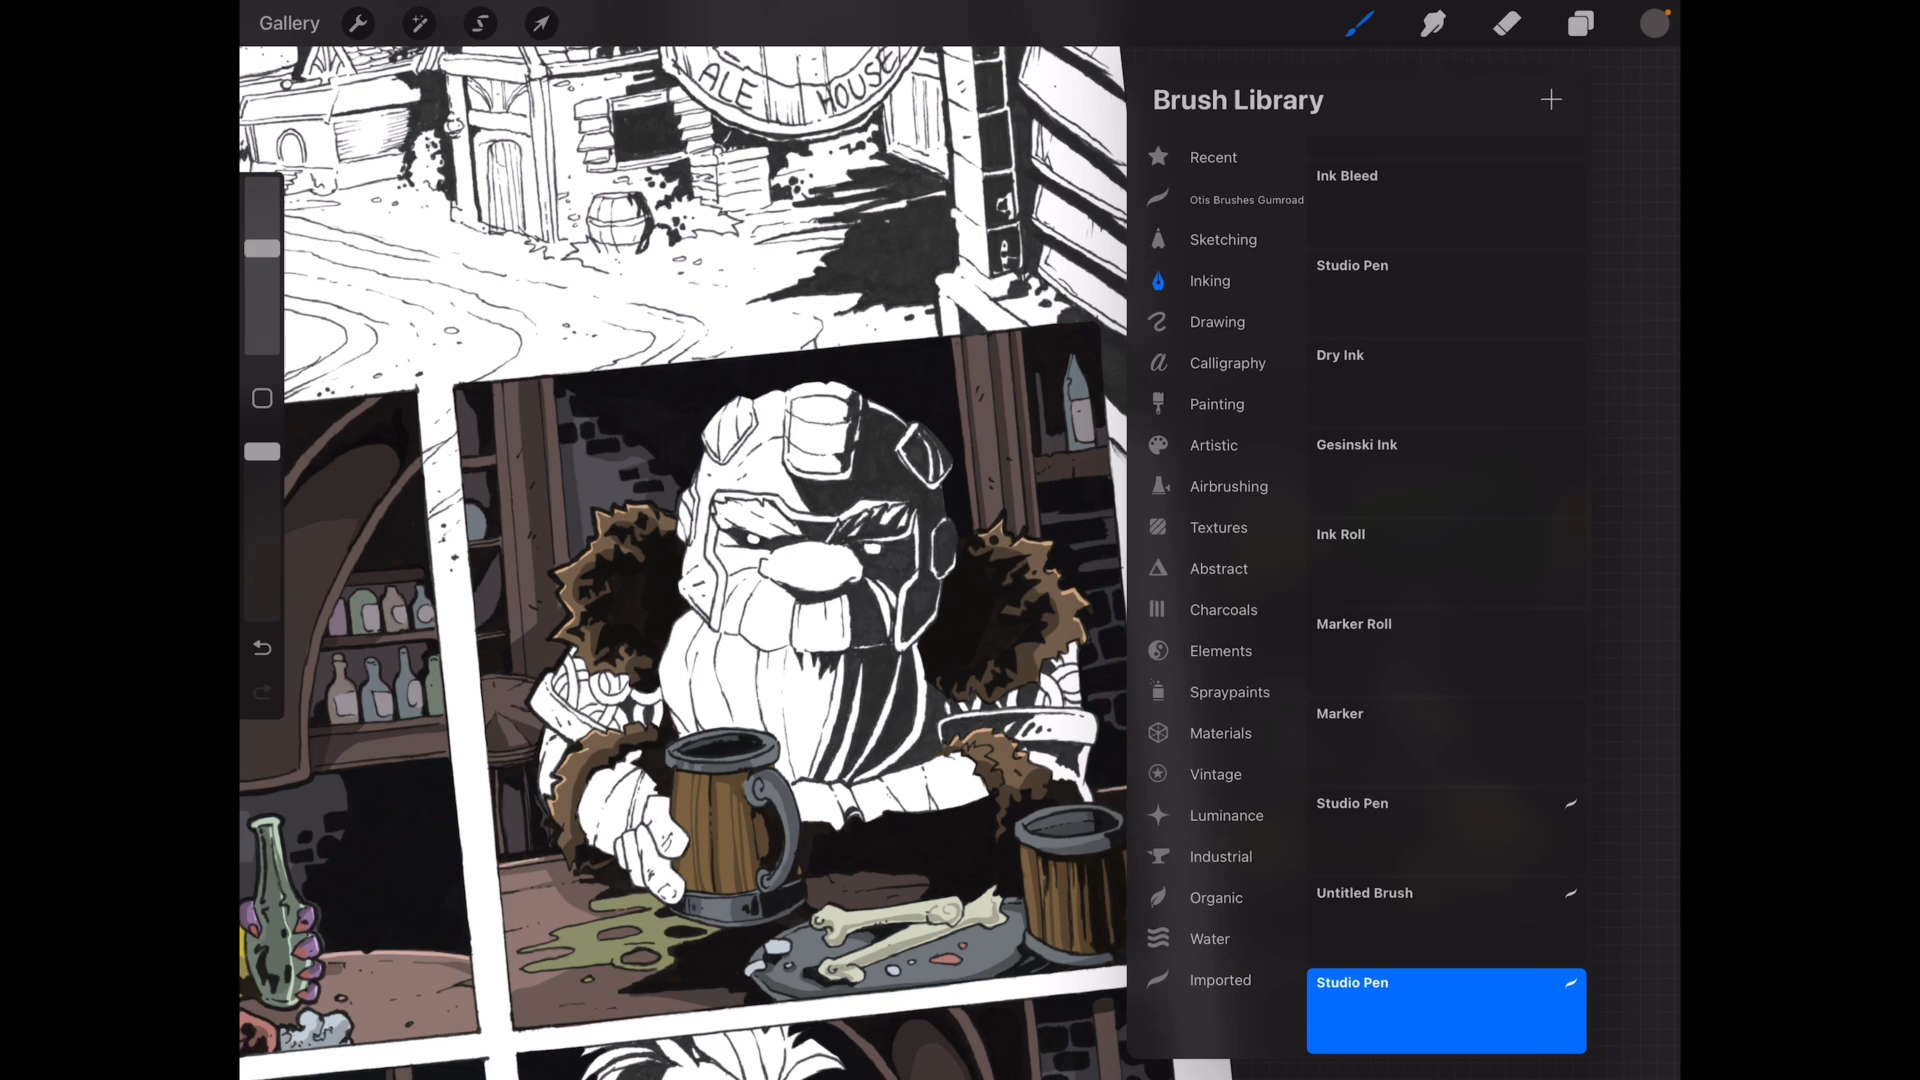 Gallery
ALE HOUSE
Brush Library
Recent
Otis Brushes Gumroad
Sketching
Inking
Drawing
Calligraphy
Painting
Artistic
Airbrushing
Textures
Abstract
Charcoals
Elements
Spraypaints
Materials
Vintage
Luminance
Industrial
Organic
Water
Imported
Ink Bleed
Studio Pen
Dry Ink
Gesinski Ink
Ink Roll
Marker Roll
Marker
Studio Pen
Untitled Brush
Studio Pen